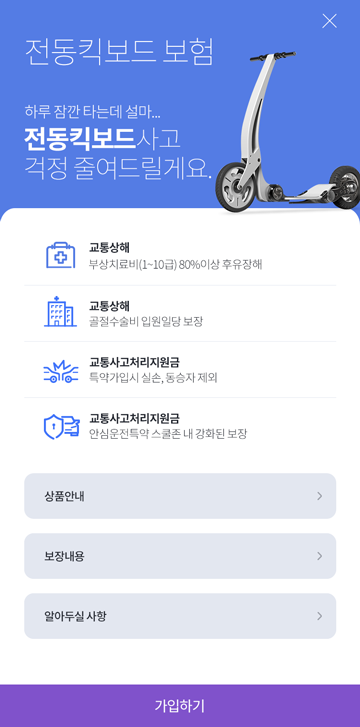 전동킥보드 보험
하루 잠깐 타는데 설마...
전동킥보드사고
걱정 줄여드릴게요.
교통상해
부상치료비(1~10급) 80%이상 후유장해
교통상해
골절수술비 입원일당 보장
교통사고처리지원금
특약가입시 실손, 동승자 제외
교통사고처리지원금
안심운전특약 스쿨존 내 강화된 보장
상품안내
보장내용
알아두실 사항
가입하기